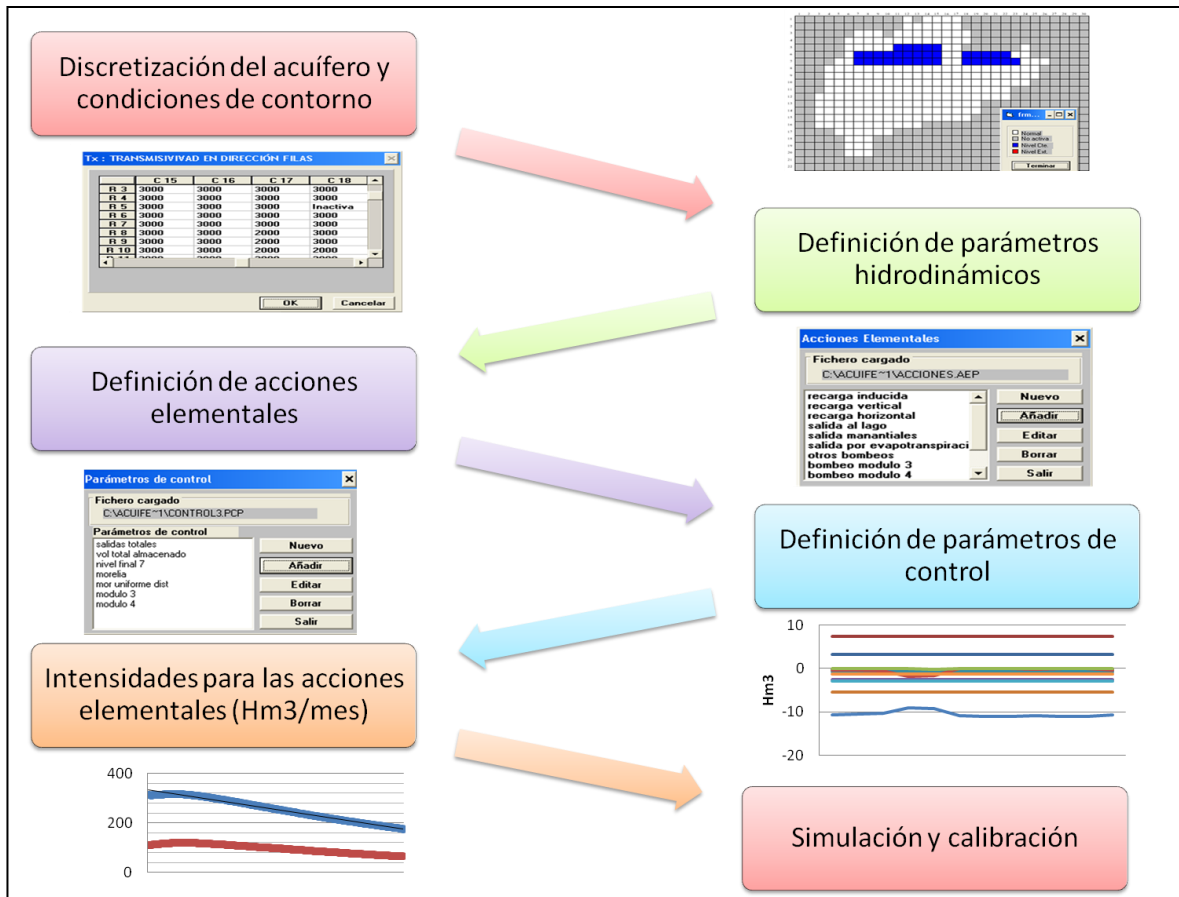 Discretización del acuífero y
condiciones de contorno
frm...
Normal
No activa
Nivel Cte.
Nivel Ext.
Terminar
Tx : TRANSMISIVIVAD EN DIRECCIÓN FILAS
C 15 C 16 C 17 C 18
R 3 3000 3000 3000 3000
R 4 3000 3000 3000 3000
R 5 3000 3000 3000 Inactiva
R 6 3000 3000 3000 3000
R 7 3000 3000 3000 3000
R 8 3000 3000 2000 3000
R 9 3000 3000 2000 3000
R 10 3000 3000 2000 2000
OK Cancelar
Definición de parámetros
hidrodinámicos
Definición de acciones
elementales
Acciones Elementales
Fichero cargado
C:\ACUIFE~1\ACCIONES.AEP
recarga inducida
recarga vertical
recarga horizontal
salida al lago
salida manantiales
salida por evapotranspiraci
otros bombeos
bombeo modulo 3
bombeo modulo 4
Nuevo
Añadir
Editar
Borrar
Salir
Parámetros de control
Fichero cargado
C:\ACUIFE~1\CONTROL3.PCP
Parámetros de control
salidas totales
vol total almacenado
nivel final 7
morelia
mor uniforme dist
modulo 3
modulo 4
Nuevo
Añadir
Editar
Borrar
Salir
Definición de parámetros de
control
Intensidades para las acciones
elementales (Hm3/mes)
10
0
-10
-20
Hm3
400
200
0
Simulación y calibración